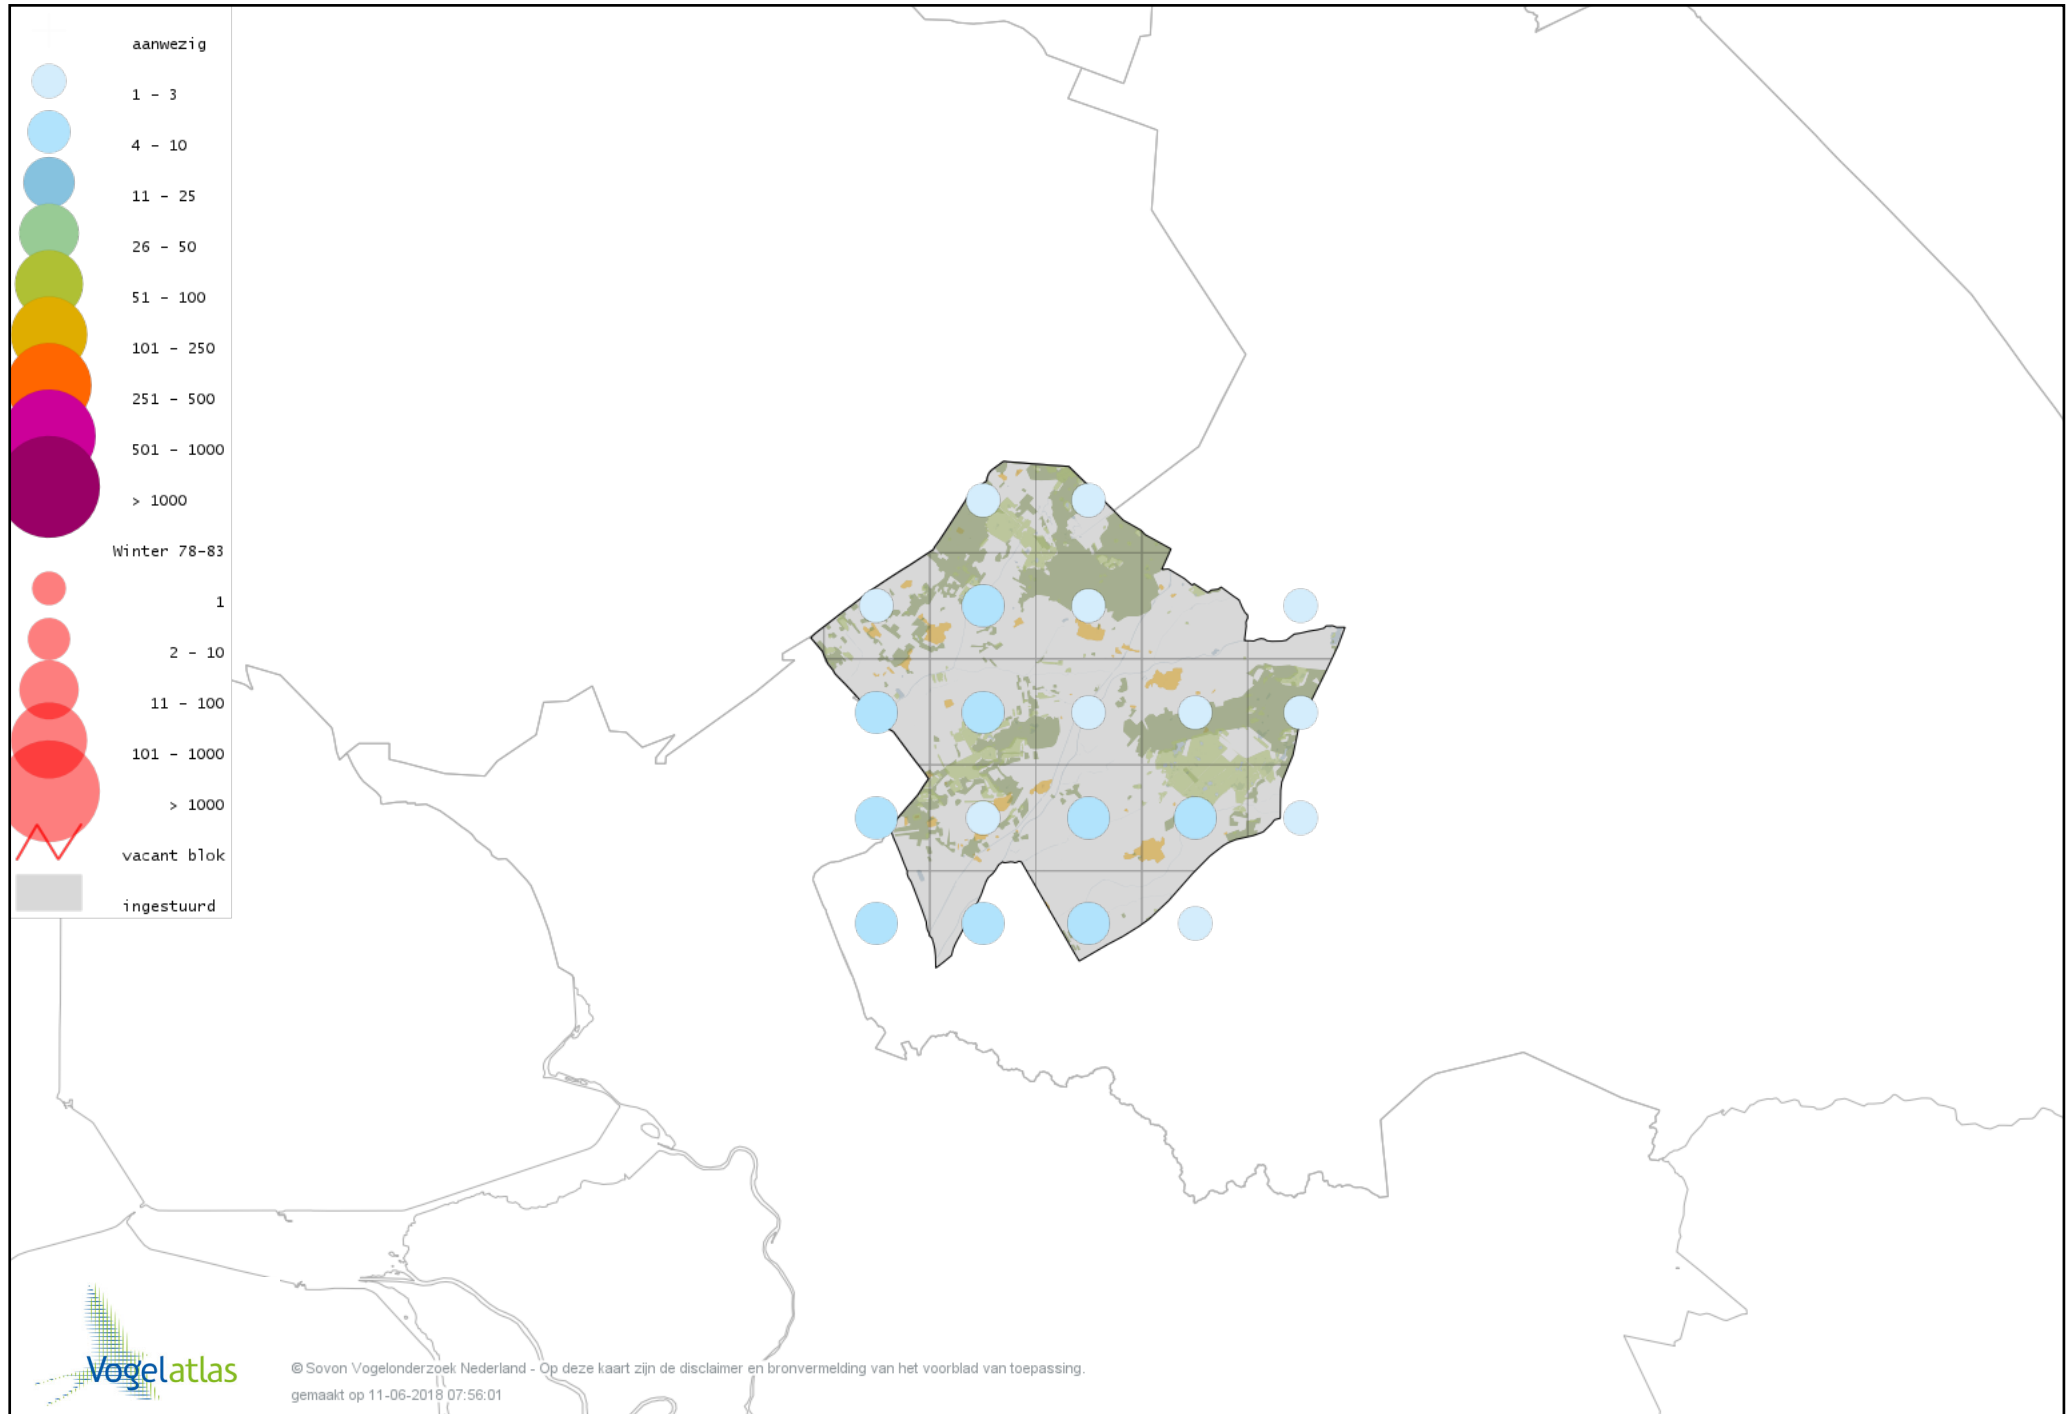 aanwezig
1 – 3
4 – 10
11 – 25
26 – 50
51 – 100
101 – 250
251 – 500
501 – 1000
> 1000
Winter 78-83
1
2 – 10
11 – 100
101 – 1000
> 1000
vacant blok
ingestuurd
Vogelatlas
© Sovon Vogelonderzoek Nederland - Op deze kaart zijn de disclaimer en bronvermelding van het voorblad van toepassing.
gemaakt op 11-06-2018 07:56:01